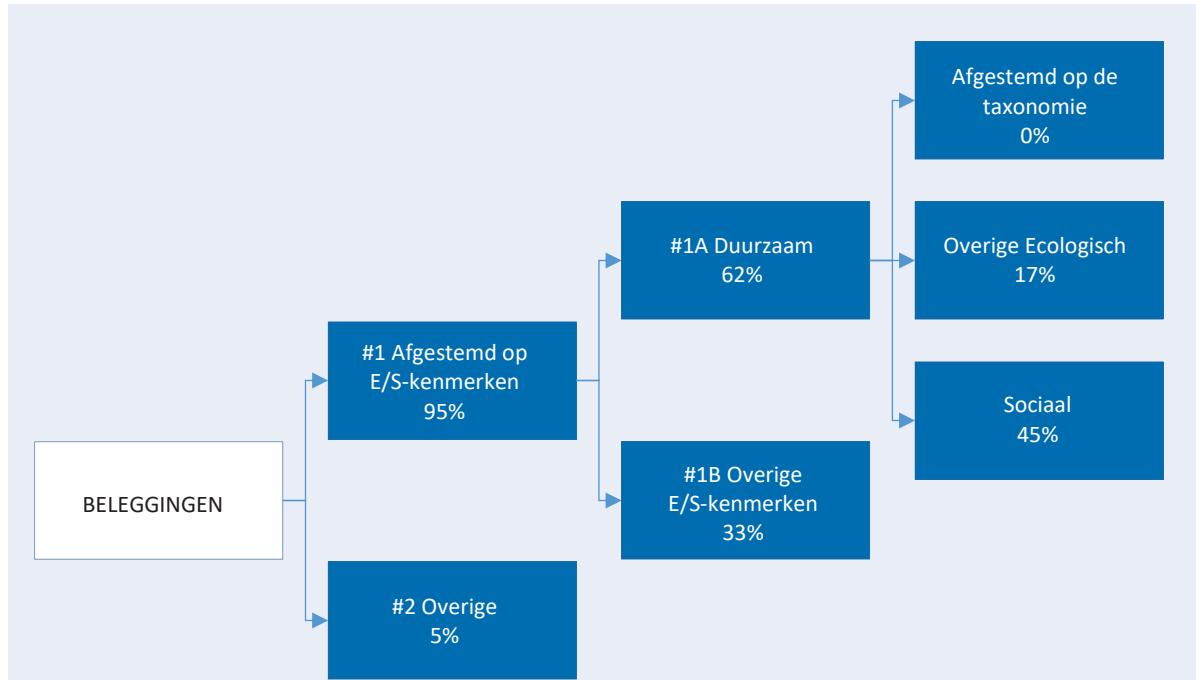 BELEGGINGEN
#1 Afgestemd op
E/S-kenmerken
95%
#2 Overige
5%
#1A Duurzaam
62%
#1B Overige
E/S-kenmerken
33%
Afgestemd op de
taxonomie
0%
Overige Ecologisch
17%
Sociaal
45%